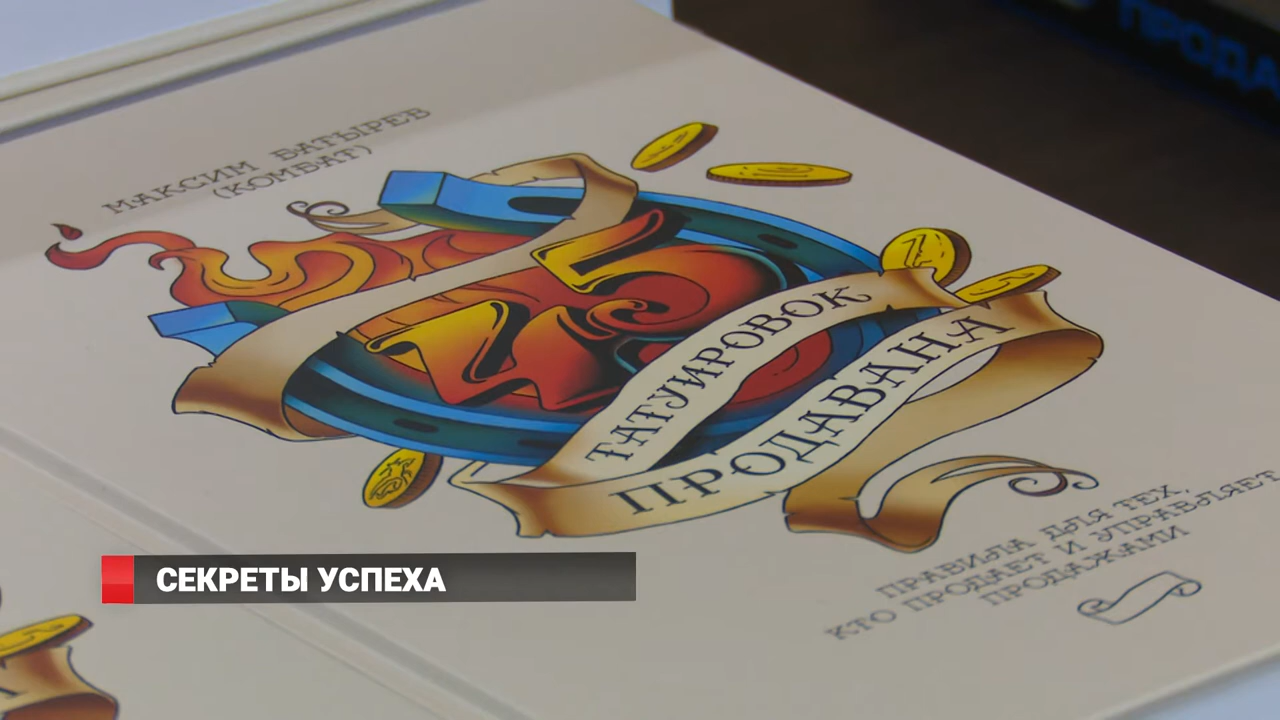 МАКСИМ БАТЫРЕВ
(КОМБАТ)
45
ТАТУИРОВОК
ПРОДАВАНА
ПРАВИЛА ДЛЯ ТЕХ,
КТО ПРОДАЕТ И УПРАВЛЯЕТ
ПРОДАЖАМИ
СЕКРЕТЫ УСПЕХА